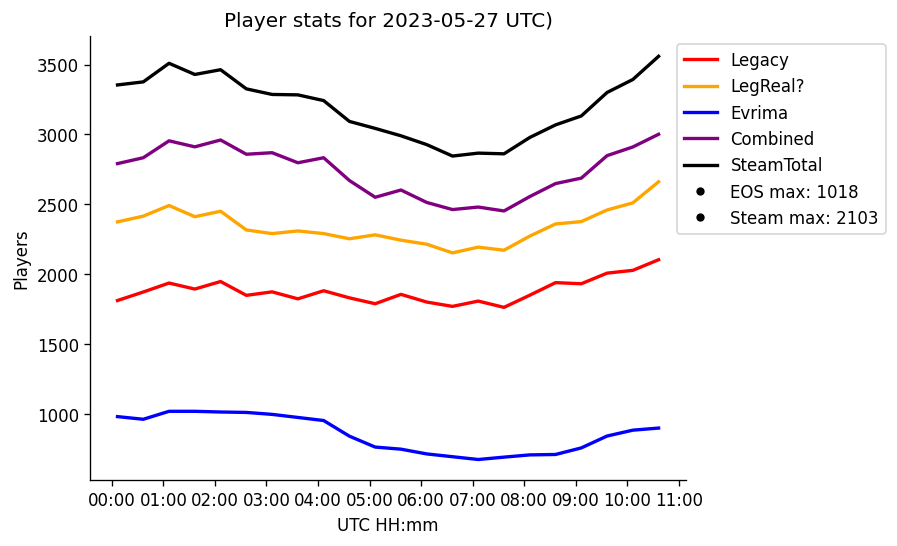 Player stats for 2023-05-27 UTC)
Legacy
LegReal?
Evrima
Combined
SteamTotal
EOS max: 1018
Steam max: 2103
Players
3500
3000
2500
2000
1500
1000
00:00 01:00 02:00 03:00 04:00 05:00 06:00 07:00 08:00 09:00 10:00 11:00
UTC HH:mm